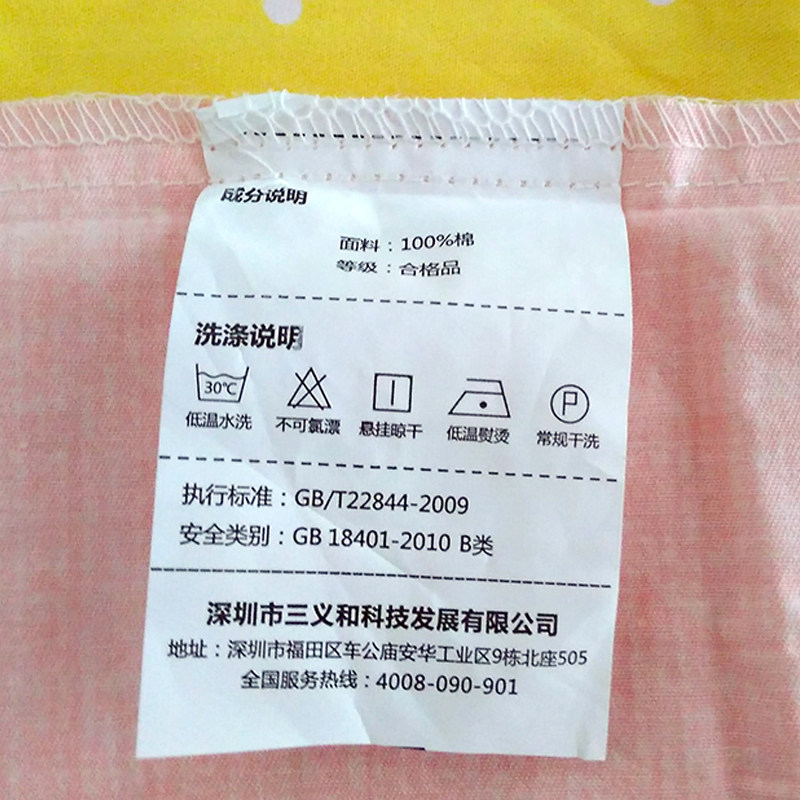 成分说明
面料：100%棉
等级：合格品
洗涤说明
30℃
P
低温水洗 不可氯漂 悬挂晾干 低温熨烫 常规干洗
执行标准：GB/T22844-2009
安全类别：GB 18401-2010 B类
深圳市三义和科技发展有限公司
地址：深圳市福田区车公庙安华工业区9栋北座505
全国服务热线：4008-090-901